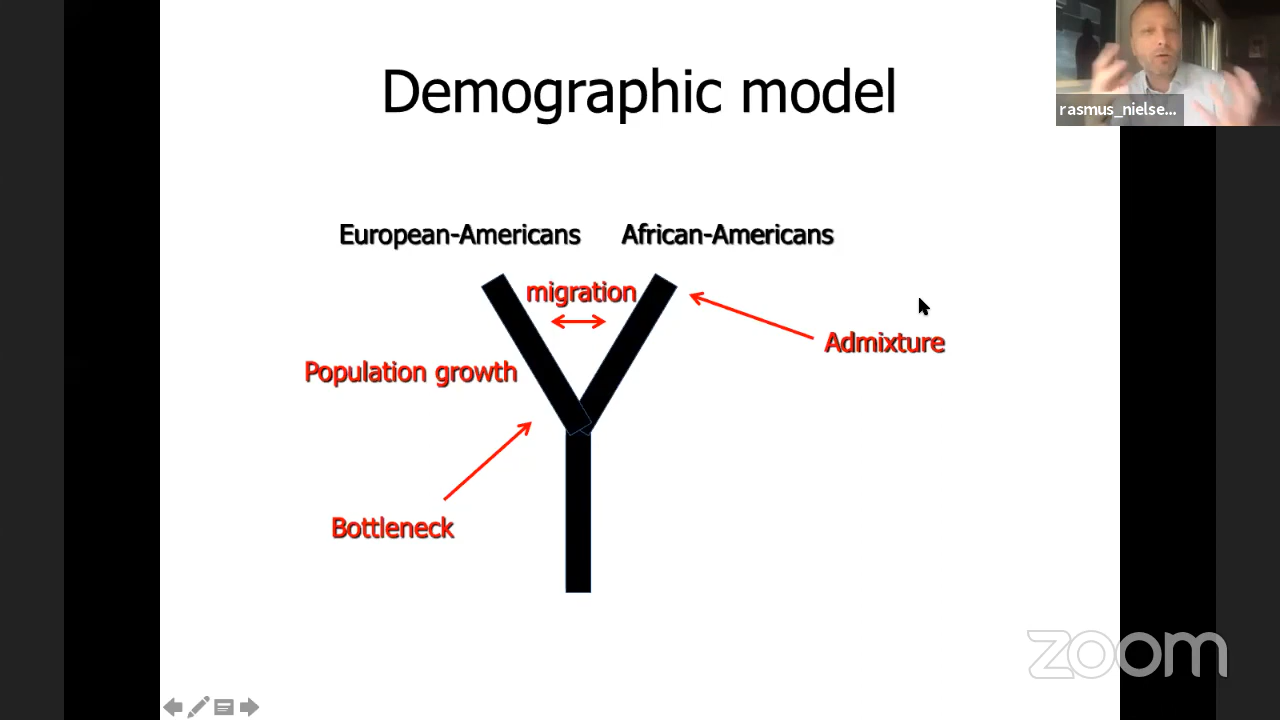 Demographic model
rasmus_nielse...
European-Americans
African-Americans
migration
Admixture
Population growth
Bottleneck
zoom